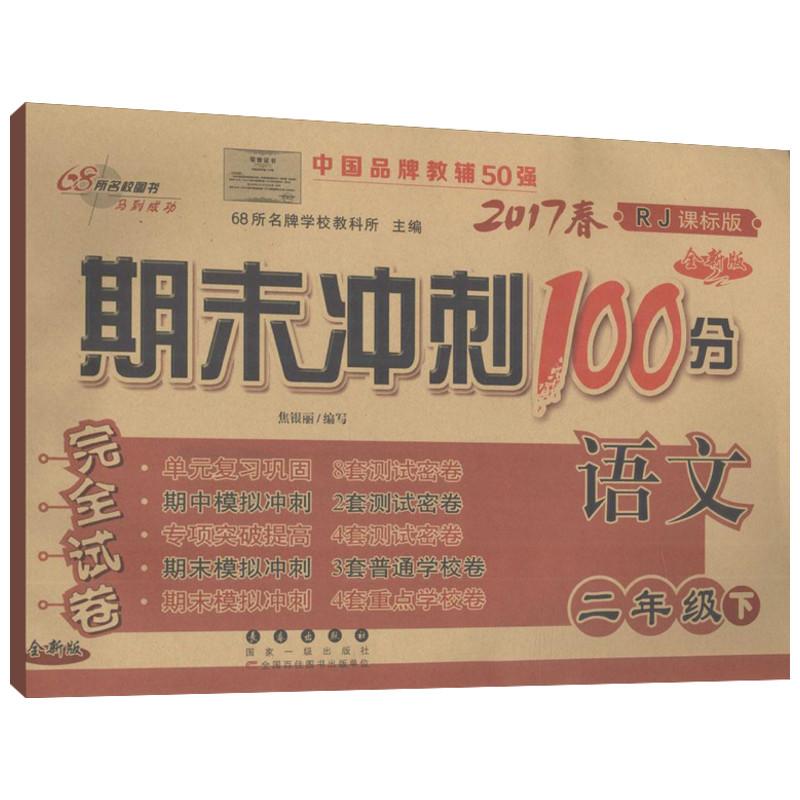 68所名校图书
马到成功
荣誉证书
中国品牌教辅50强
68所名牌学校教科所 主编
2017春
RJ课标版
全新版
期末冲刺100分
焦银丽/编写
完全试卷
·单元复习巩固 8套测试密卷
·期中模拟冲刺 2套测试密卷
·专项突破提高 4套测试密卷
·期末模拟冲刺 3套普通学校卷
·期末模拟冲刺 4套重点学校卷
语文
二年级下
全新版
长春出版社
国家一级出版社
全国百佳图书出版单位